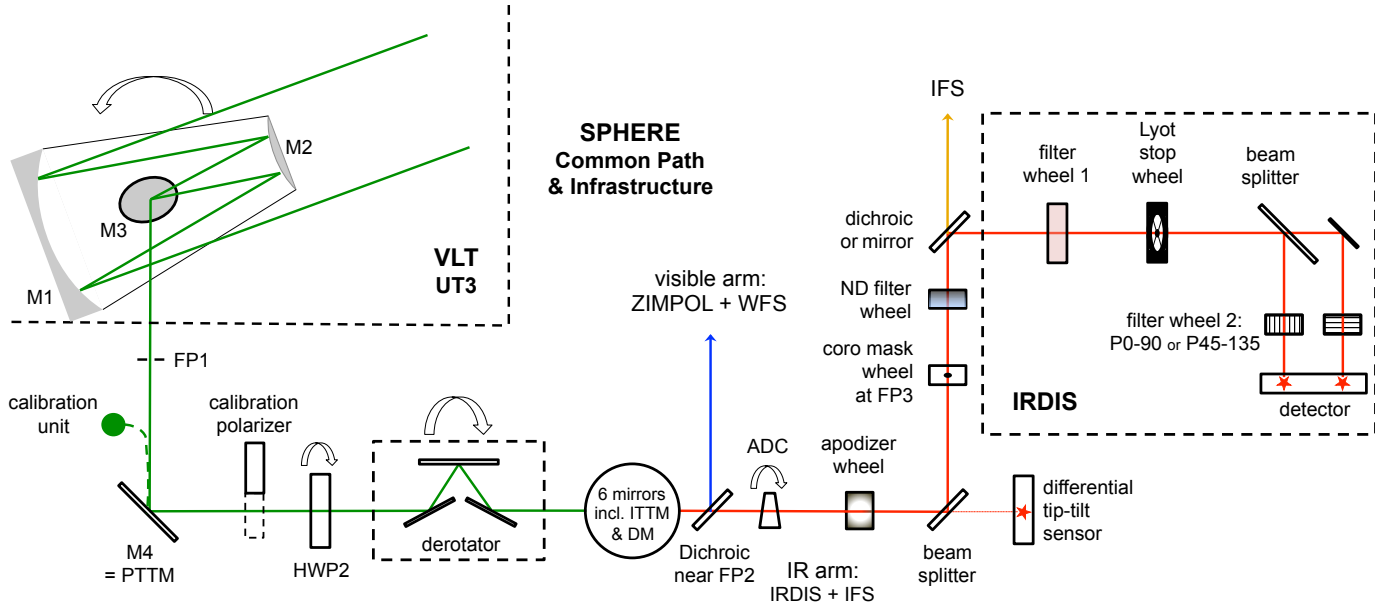 SPHERE
Common Path
& Infrastructure
M2
M3
M1
VLT
UT3
FP1
calibration
unit
M4
= PTTM
calibration
polarizer
HWP2
derotator
6 mirrors
incl. ITTM
& DM
visible arm:
ZIMPOL + WFS
Dichroic
near FP2
ADC
IR arm:
IRDIS + IFS
apodizer
wheel
beam
splitter
differential
tip-tilt
sensor
coro mask
wheel
at FP3
ND filter
wheel
dichroic
or mirror
IFS
filter
wheel 1
Lyot
stop
wheel
beam
splitter
filter wheel 2:
P0-90 or P45-135
detector
IRDIS